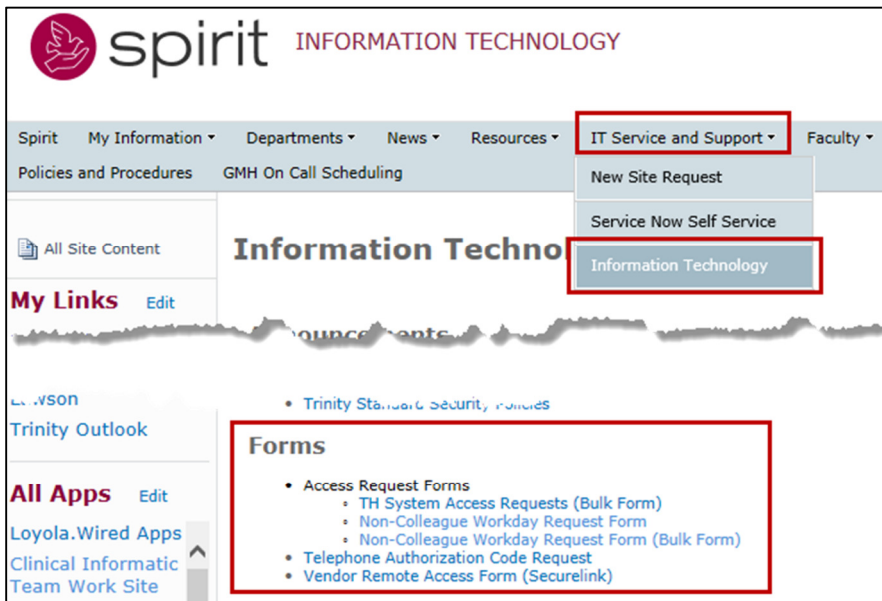 spirit INFORMATION TECHNOLOGY
Spirit My Information Departments News Resources IT Service and Support Faculty
Policies and Procedures GMH On Call Scheduling
New Site Request
Service Now Self Service
Information Technology
All Site Content
Information
My Links Edit
Trinity Standard Security Policies
Trinity Outlook
Forms
Access Request Forms
TH System Access Requests (Bulk Form)
Non-Colleague Workday Request Form
Non-Colleague Workday Request Form (Bulk Form)
Telephone Authorization Code Request
Vendor Remote Access Form (Securelink)
All Apps Edit
Loyola.Wired Apps
Clinical Informatic
Team Work Site